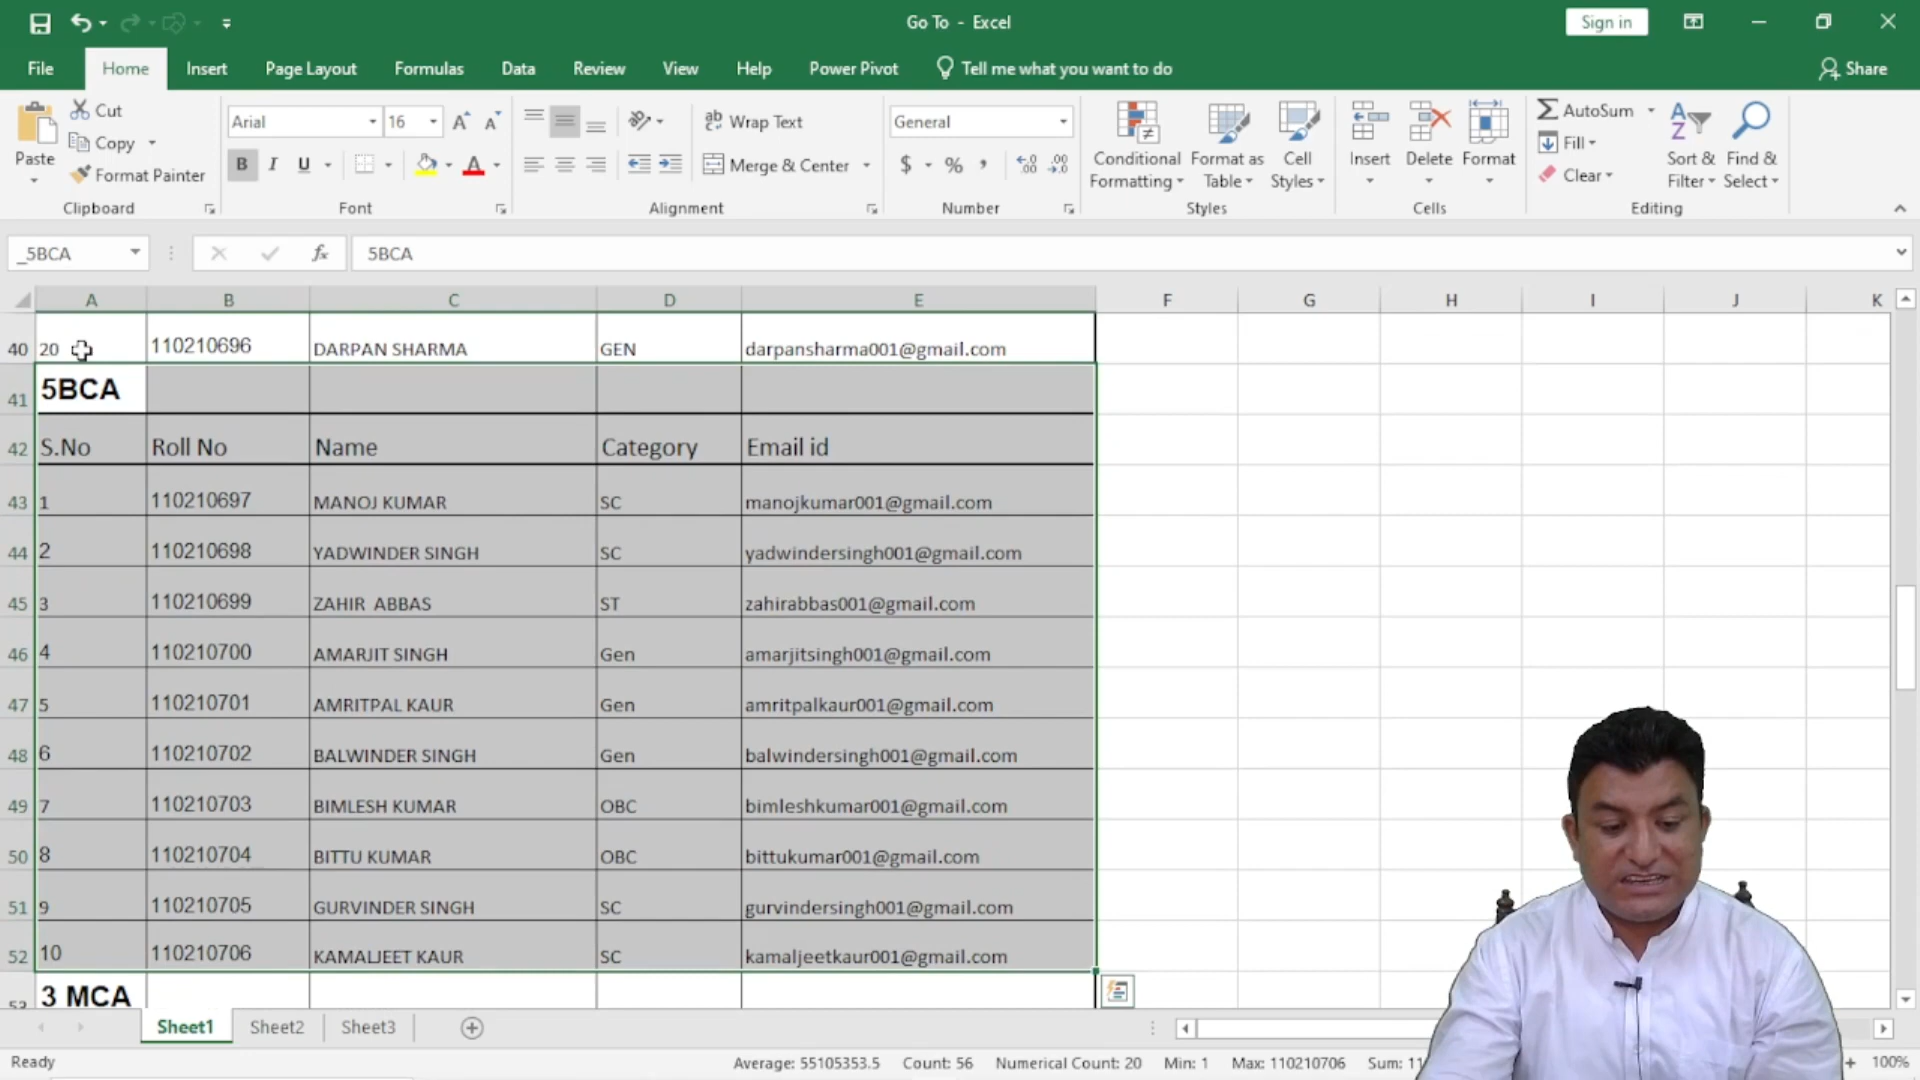 Go To - Excel
Sign in
File Home Insert Page Layout Formulas Data Review View Help Power Pivot Tell me what you want to do Share
Cut
Copy
Paste
Format Painter
Clipboard
Arial 16
B I U A
Font
ab Wrap Text
Merge & Center
Alignment
General
$ % ,
Number
Conditional Formatting
Format as Table
Cell Styles
Styles
Insert Delete Format
Cells
AutoSum
Fill
Clear
Sort & Filter
Find & Select
Editing
_5BCA fx 5BCA
A B C D E F G H I J K
40 20 110210696 DARPAN SHARMA GEN darpansharma001@gmail.com
41 5BCA
42 S.No Roll No Name Category Email id
43 1 110210697 MANOJ KUMAR SC manojkumar001@gmail.com
44 2 110210698 YADWINDER SINGH SC yadwindersingh001@gmail.com
45 3 110210699 ZAHIR ABBAS ST zahirabbas001@gmail.com
46 4 110210700 AMARJIT SINGH Gen amarjitsingh001@gmail.com
47 5 110210701 AMRITPAL KAUR Gen amritpalkaur001@gmail.com
48 6 110210702 BALWINDER SINGH Gen balwindersingh001@gmail.com
49 7 110210703 BIMLESH KUMAR OBC bimleshkumar001@gmail.com
50 8 110210704 BITTU KUMAR OBC bittukumar001@gmail.com
51 9 110210705 GURVINDER SINGH SC gurvindersingh001@gmail.com
52 10 110210706 KAMALJEET KAUR SC kamaljeetkaur001@gmail.com
53 3 MCA
Sheet1 Sheet2 Sheet3
Ready Average: 55105353.5 Count: 56 Numerical Count: 20 Min: 1 Max: 110210706 Sum: 11 100%